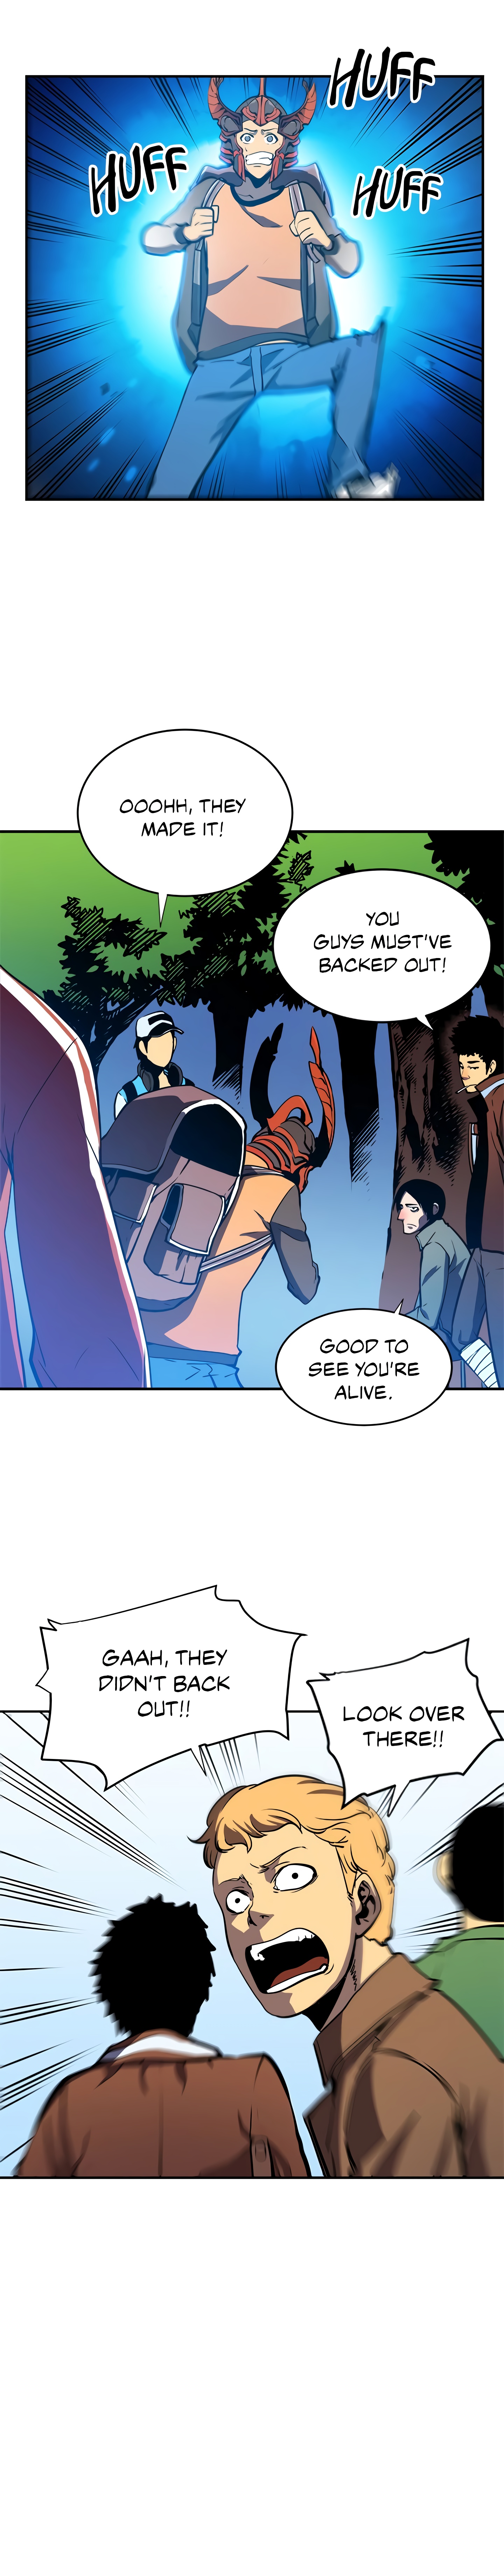 HUFF
HUFF
HUFF
OOOHH, THEY
MADE IT!
YOU
GUYS MUST'VE
BACKED OUT!
GOOD TO
SEE YOU'RE
ALIVE.
GAAH, THEY
DIDN'T BACK
OUT!!
LOOK OVER
THERE!!